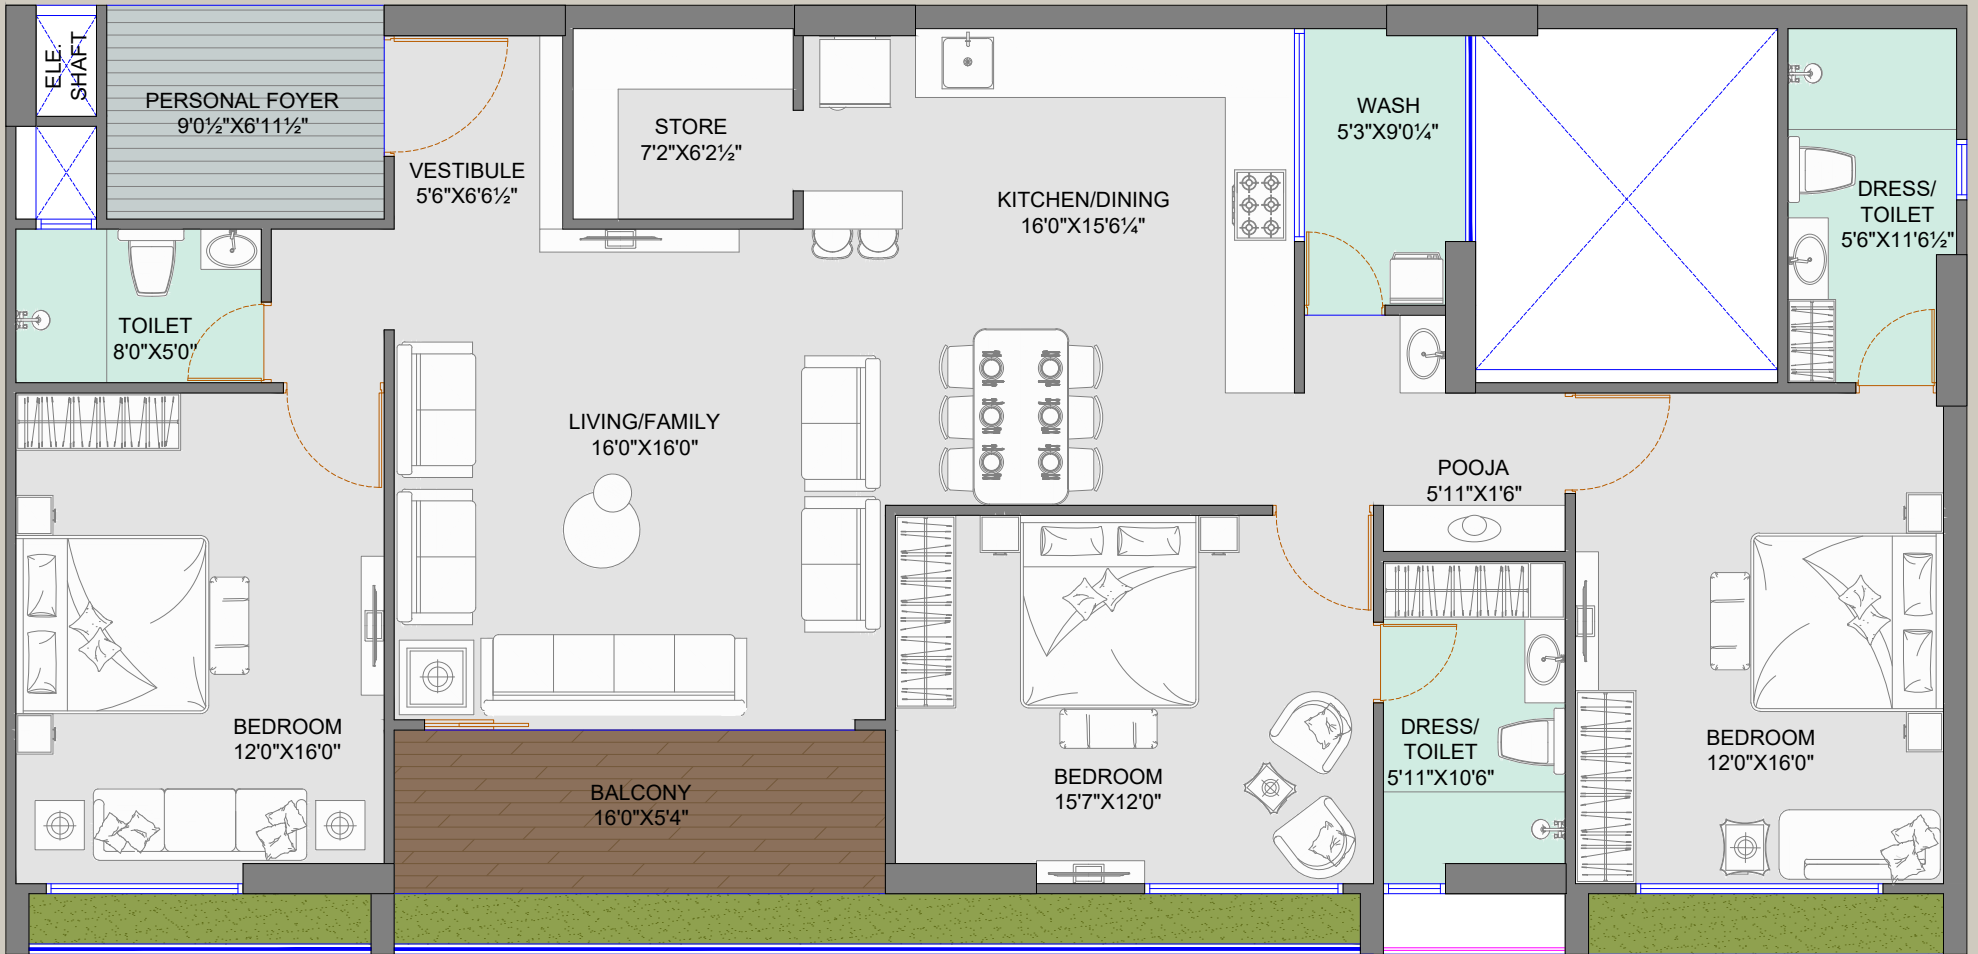 ELE.
SHAFT
PERSONAL FOYER
9'0½"X6'11½"
VESTIBULE
5'6"X6'6½"
STORE
7'2"X6'2½"
KITCHEN/DINING
16'0"X15'6¼"
WASH
5'3"X9'0¼"
DRESS/
TOILET
5'6"X11'6½"
TOILET
8'0"X5'0"
LIVING/FAMILY
16'0"X16'0"
POOJA
5'11"X1'6"
BEDROOM
12'0"X16'0"
BALCONY
16'0"X5'4"
BEDROOM
15'7"X12'0"
DRESS/
TOILET
5'11"X10'6"
BEDROOM
12'0"X16'0"